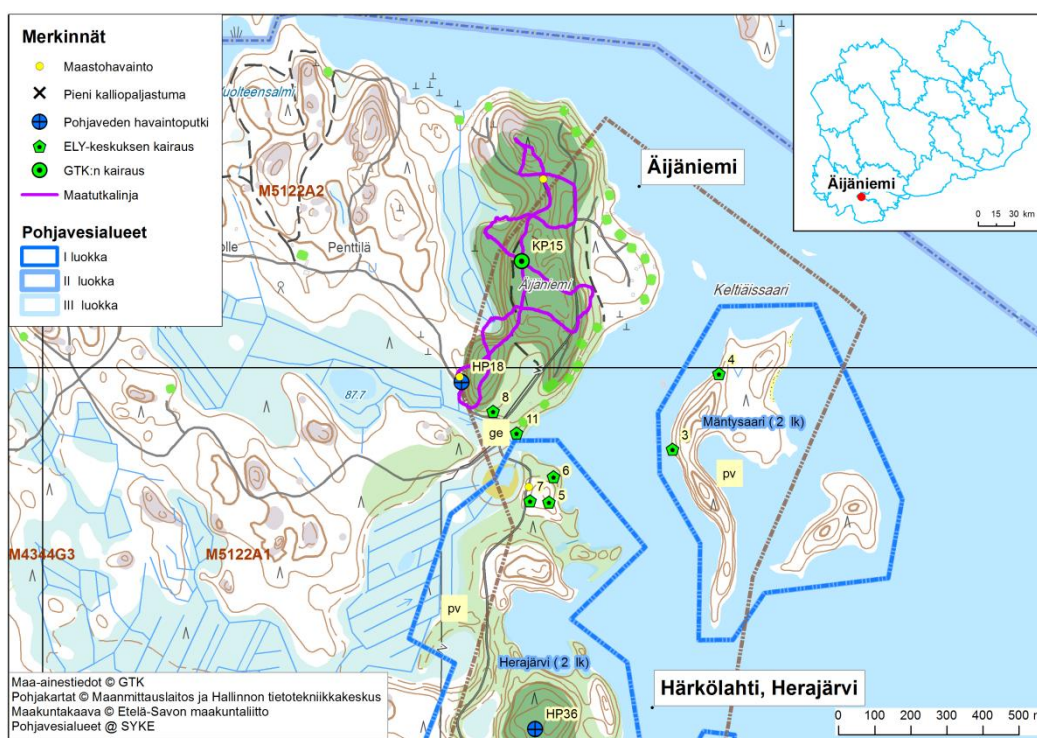 Merkinnät
Maastohavainto
Pieni kalliopaljastuma
Pohjaveden havaintoputki
ELY-keskuksen kairaus
GTK:n kairaus
Maatutkalinja
Pohjavesialueet
I luokka
II luokka
III luokka
M5122A2
Penttilä
Äijäniemi
KP15
Äijäniemi
Äijäniemi
0 15 30 km
Keltiäissaari
HP18
4
8
87.7
11
ge
Mäntysaari ( 2 lk)
3
6
7
5
pv
M4344G3
M5122A1
pv
Herajärvi ( 2 lk)
Härkölahti, Herajärvi
HP36
0 100 200 300 400 500 m
Maa-ainestiedot © GTK
Pohjakartat © Maanmittauslaitos ja Hallinnon tietotekniikkakeskus
Maakuntakaava © Etelä-Savon maakuntaliitto
Pohjavesialueet @ SYKE